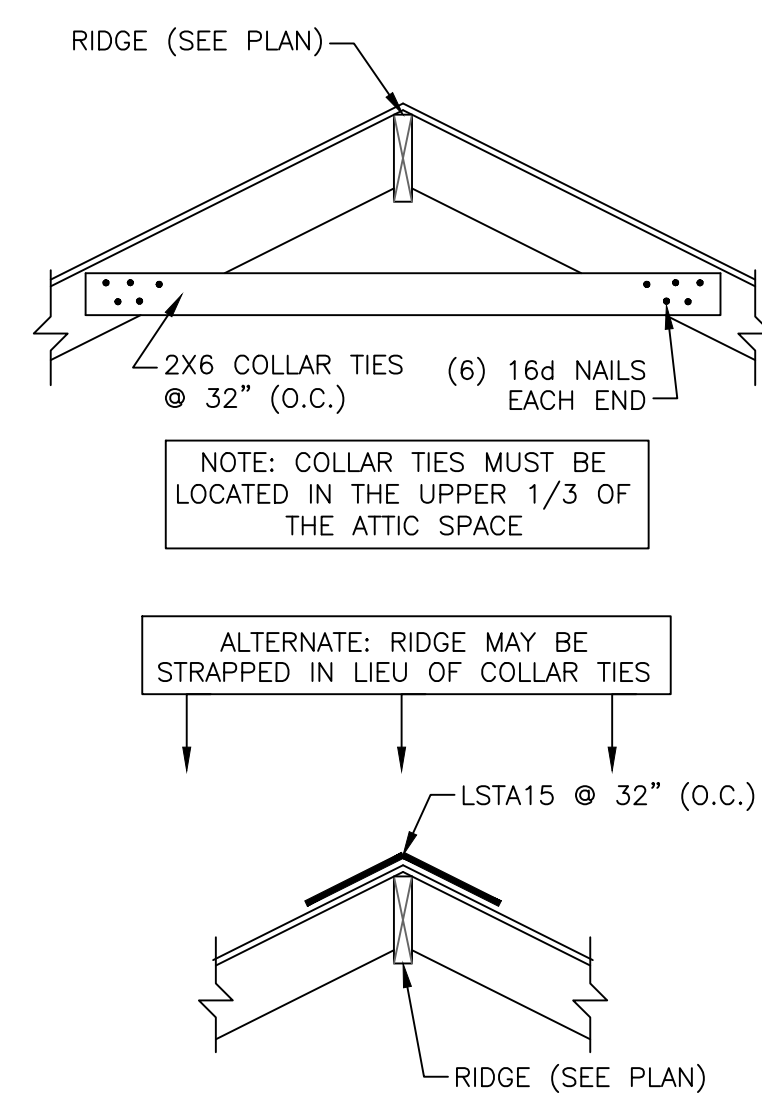 RIDGE (SEE PLAN)
2X6 COLLAR TIES
@ 32" (O.C.)
(6) 16d NAILS
EACH END
NOTE: COLLAR TIES MUST BE
LOCATED IN THE UPPER 1/3 OF
THE ATTIC SPACE
ALTERNATE: RIDGE MAY BE
STRAPPED IN LIEU OF COLLAR TIES
LSTA15 @ 32" (O.C.)
RIDGE (SEE PLAN)